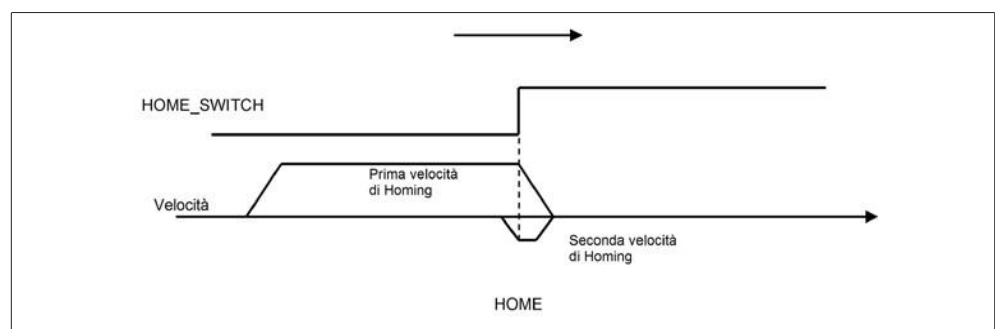 HOME_SWITCH
Prima velocità
di Homing
Velocità
Seconda velocità
di Homing
HOME